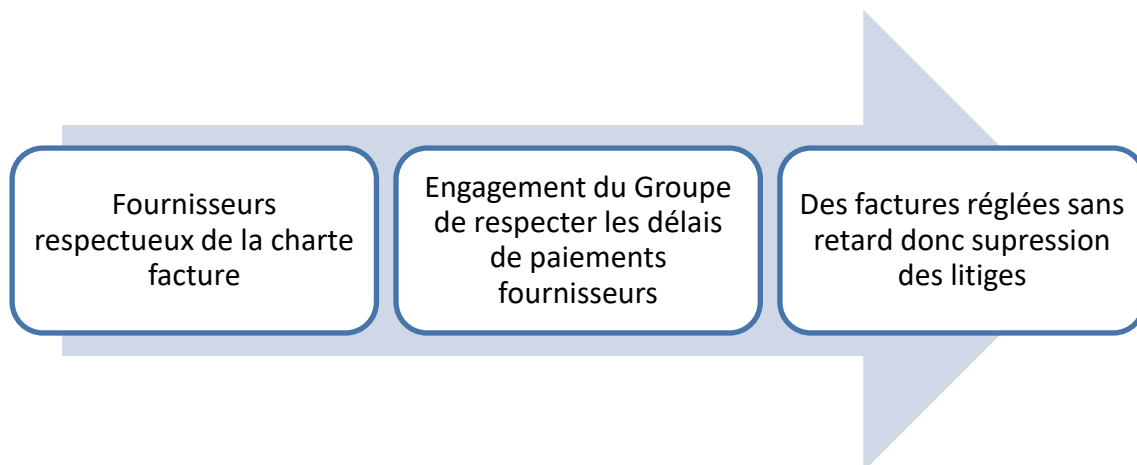 Fournisseurs
respectueux de la charte
facture
Engagement du Groupe
de respecter les délais
de paiements
fournisseurs
Des factures réglées sans
retard donc supression
des litiges